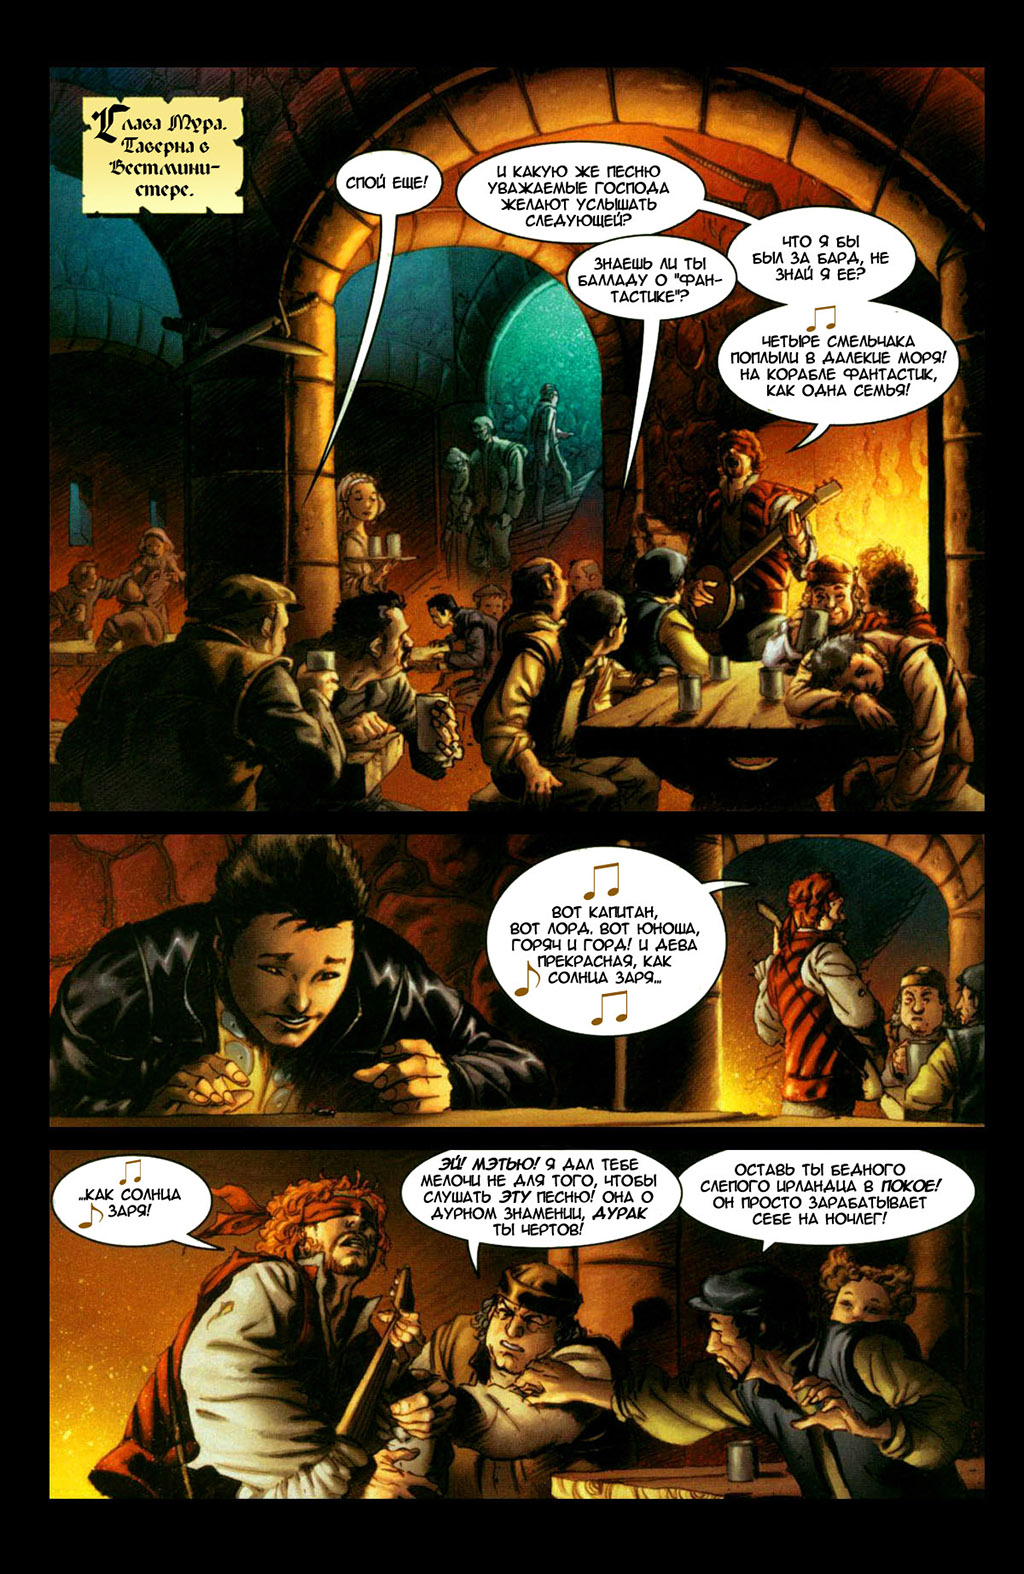 Глава Мура.
Таверна в
Вестмини-
стере.
СПОЙ ЕЩЕ!
И КАКУЮ ЖЕ ПЕСНЮ
УВАЖАЕМЫЕ ГОСПОДА
ЖЕЛАЮТ УСЛЫШАТЬ
СЛЕДУЮЩЕЙ?
ЗНАЕШЬ ЛИ ТЫ
БАЛЛАДУ О "ФАН-
ТАСТИКЕ"?
ЧТО Я БЫ
БЫЛ ЗА БАРД, НЕ
ЗНАЙ Я ЕЕ?
ЧЕТЫРЕ СМЕЛЬЧАКА
ПОПЛЫЛИ В ДАЛЕКИЕ МОРЯ!
НА КОРАБЛЕ ФАНТАСТИК,
КАК ОДНА СЕМЬЯ!
ВОТ КАПИТАН,
ВОТ ЛОРД. ВОТ ЮНОША,
ГОРЯЧ И ГОРД! И ДЕВА
ПРЕКРАСНАЯ, КАК
СОЛНЦА ЗАРЯ...
...КАК СОЛНЦА
ЗАРЯ!
ЭЙ! МЭТЬЮ! Я ДАЛ ТЕБЕ
МЕЛОЧИ НЕ ДЛЯ ТОГО, ЧТОБЫ
СЛУШАТЬ ЭТУ ПЕСНЮ! ОНА О
ДУРНОМ ЗНАМЕНИИ, ДУРАК
ТЫ ЧЕРТОВ!
ОСТАВЬ ТЫ БЕДНОГО
СЛЕПОГО ИРЛАНДЦА В ПОКОЕ!
ОН ПРОСТО ЗАРАБАТЫВАЕТ
СЕБЕ НА НОЧЛЕГ!